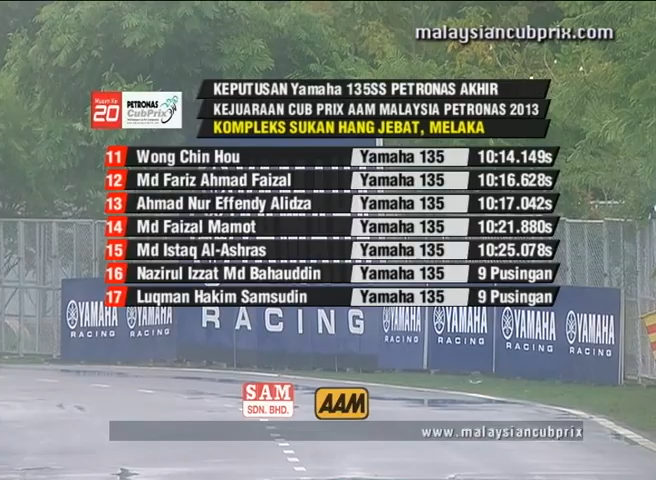 malaysiancubprix.com
Musim Ke
20
PETRONAS
CubPrix
KEPUTUSAN Yamaha 135SS PETRONAS AKHIR
KEJUARAAN CUB PRIX AAM MALAYSIA PETRONAS 2013
KOMPLEKS SUKAN HANG JEBAT, MELAKA
11 Wong Chin Hou Yamaha 135 10:14.149s
12 Md Fariz Ahmad Faizal Yamaha 135 10:16.628s
13 Ahmad Nur Effendy Alidza Yamaha 135 10:17.042s
14 Md Faizal Mamot Yamaha 135 10:21.880s
15 Md Istaq Al-Ashras Yamaha 135 10:25.078s
16 Nazirul Izzat Md Bahauddin Yamaha 135 9 Pusingan
17 Luqman Hakim Samsudin Yamaha 135 9 Pusingan
YAMAHA RACING RACING YAMAHA RACING YAMAHA RACING YAMAHA RACING YAMAHA RACING
SAM
SDN. BHD.
AAM
www.malaysiancubprix